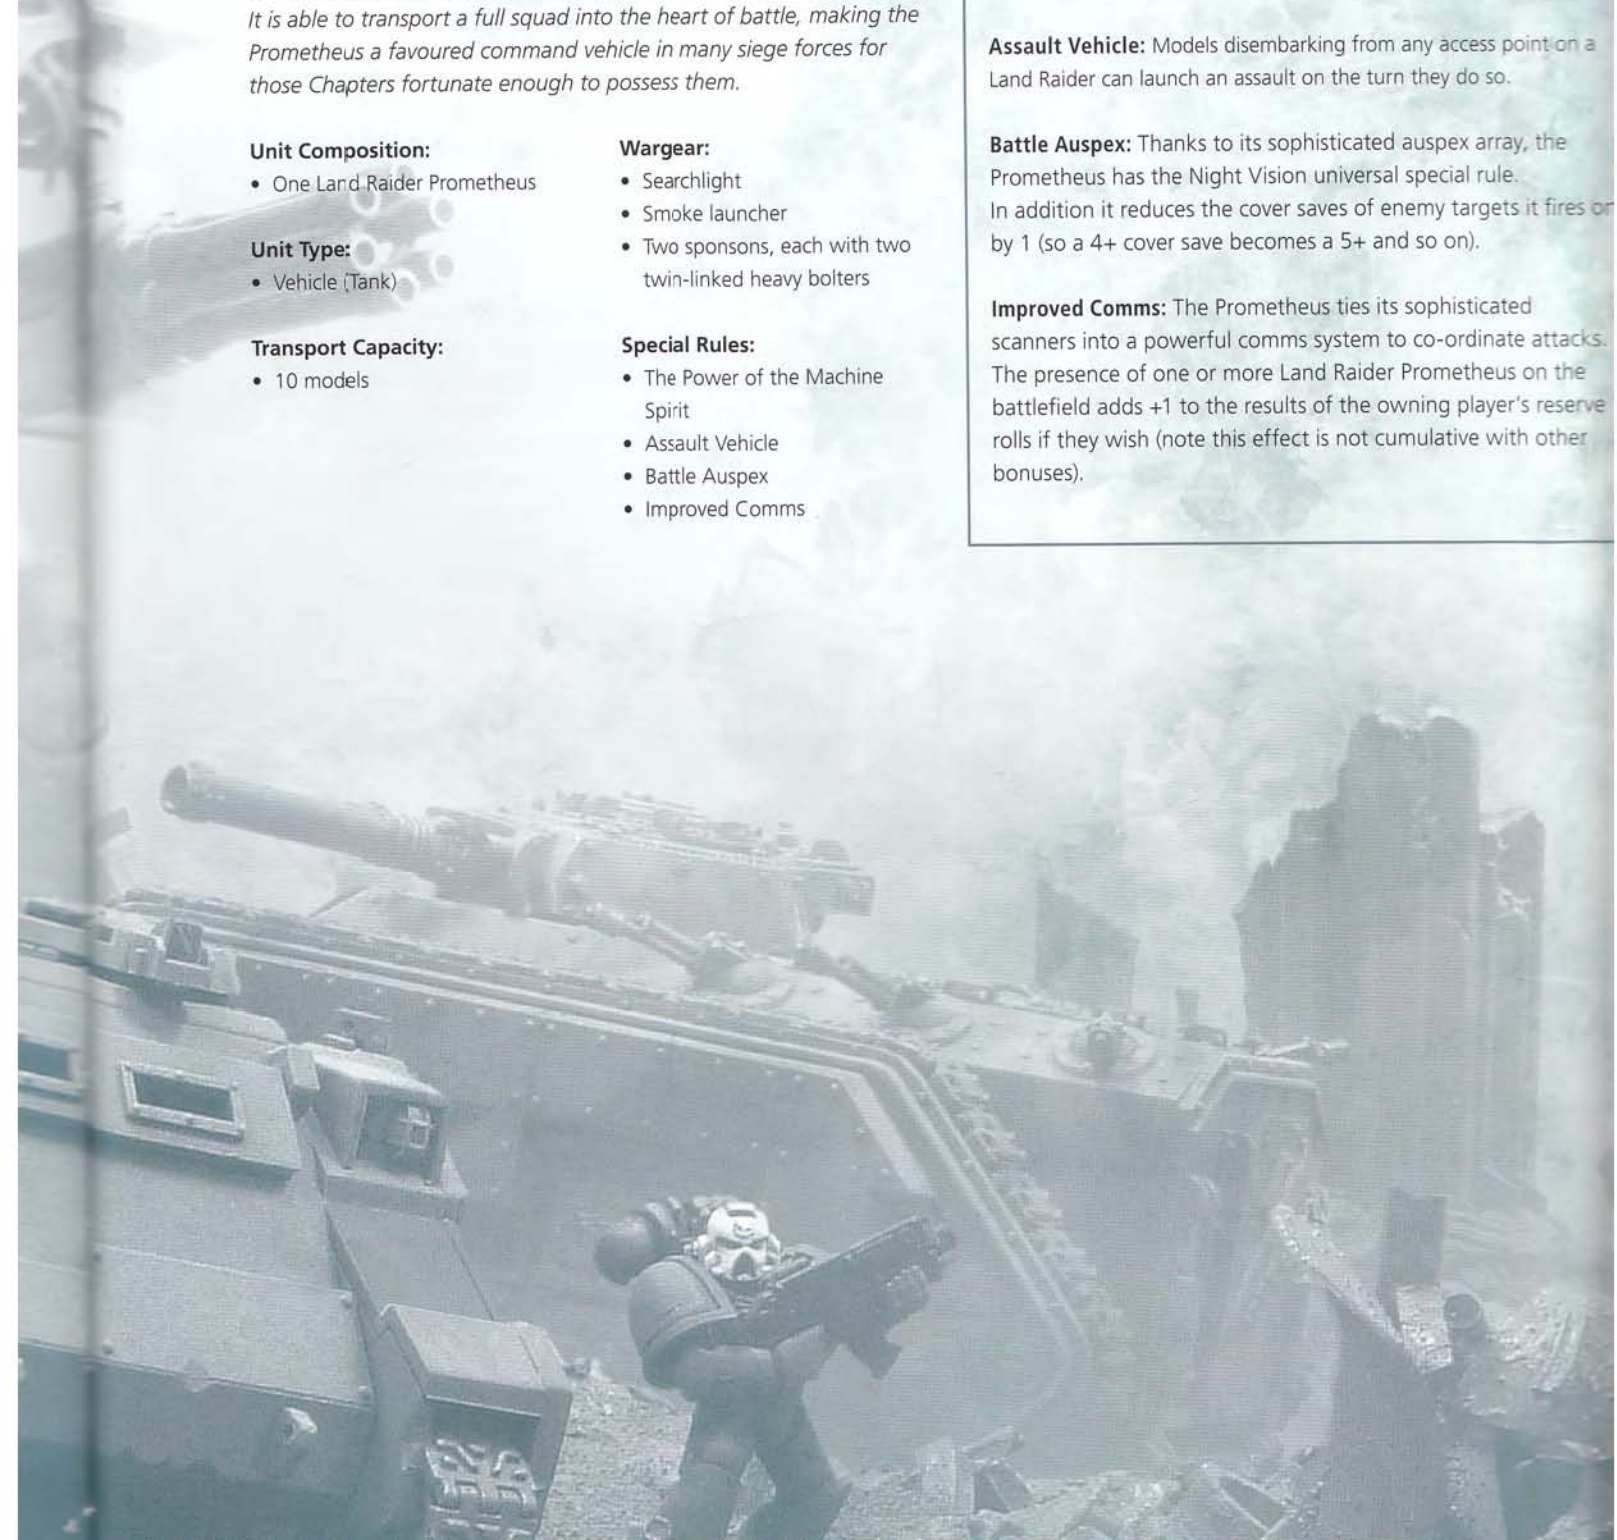 It is able to transport a full squad into the heart of battle, making the
Prometheus a favoured command vehicle in many siege forces for
those Chapters fortunate enough to possess them.
Unit Composition:
• One Land Raider Prometheus
Unit Type:
• Vehicle (Tank)
Transport Capacity:
• 10 models
Wargear:
• Searchlight
• Smoke launcher
• Two sponsons, each with two
twin-linked heavy bolters
Special Rules:
• The Power of the Machine
Spirit
• Assault Vehicle
• Battle Auspex
• Improved Comms
Assault Vehicle: Models disembarking from any access point on a
Land Raider can launch an assault on the turn they do so.
Battle Auspex: Thanks to its sophisticated auspex array, the
Prometheus has the Night Vision universal special rule.
In addition it reduces the cover saves of enemy targets it fires on
by 1 (so a 4+ cover save becomes a 5+ and so on).
Improved Comms: The Prometheus ties its sophisticated
scanners into a powerful comms system to co-ordinate attacks.
The presence of one or more Land Raider Prometheus on the
battlefield adds +1 to the results of the owning player's reserve
rolls if they wish (note this effect is not cumulative with other
bonuses).